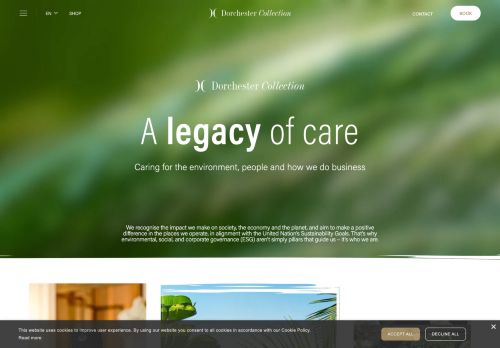 EN SHOP Dorchester Collection CONTACT BOOK
Dorchester Collection
A legacy of care
Caring for the environment, people and how we do business
We recognise the impact we make on society, the economy and the planet, and aim to make a positive
difference in the places we operate, in alignment with the United Nation's Sustainability Goals. That's why
environmental, social, and corporate governance (ESG) aren't simply pillars that guide us – it's who we are.
This website uses cookies to improve user experience. By using our website you consent to all cookies in accordance with our Cookie Policy.
Read more
ACCEPT ALL
DECLINE ALL